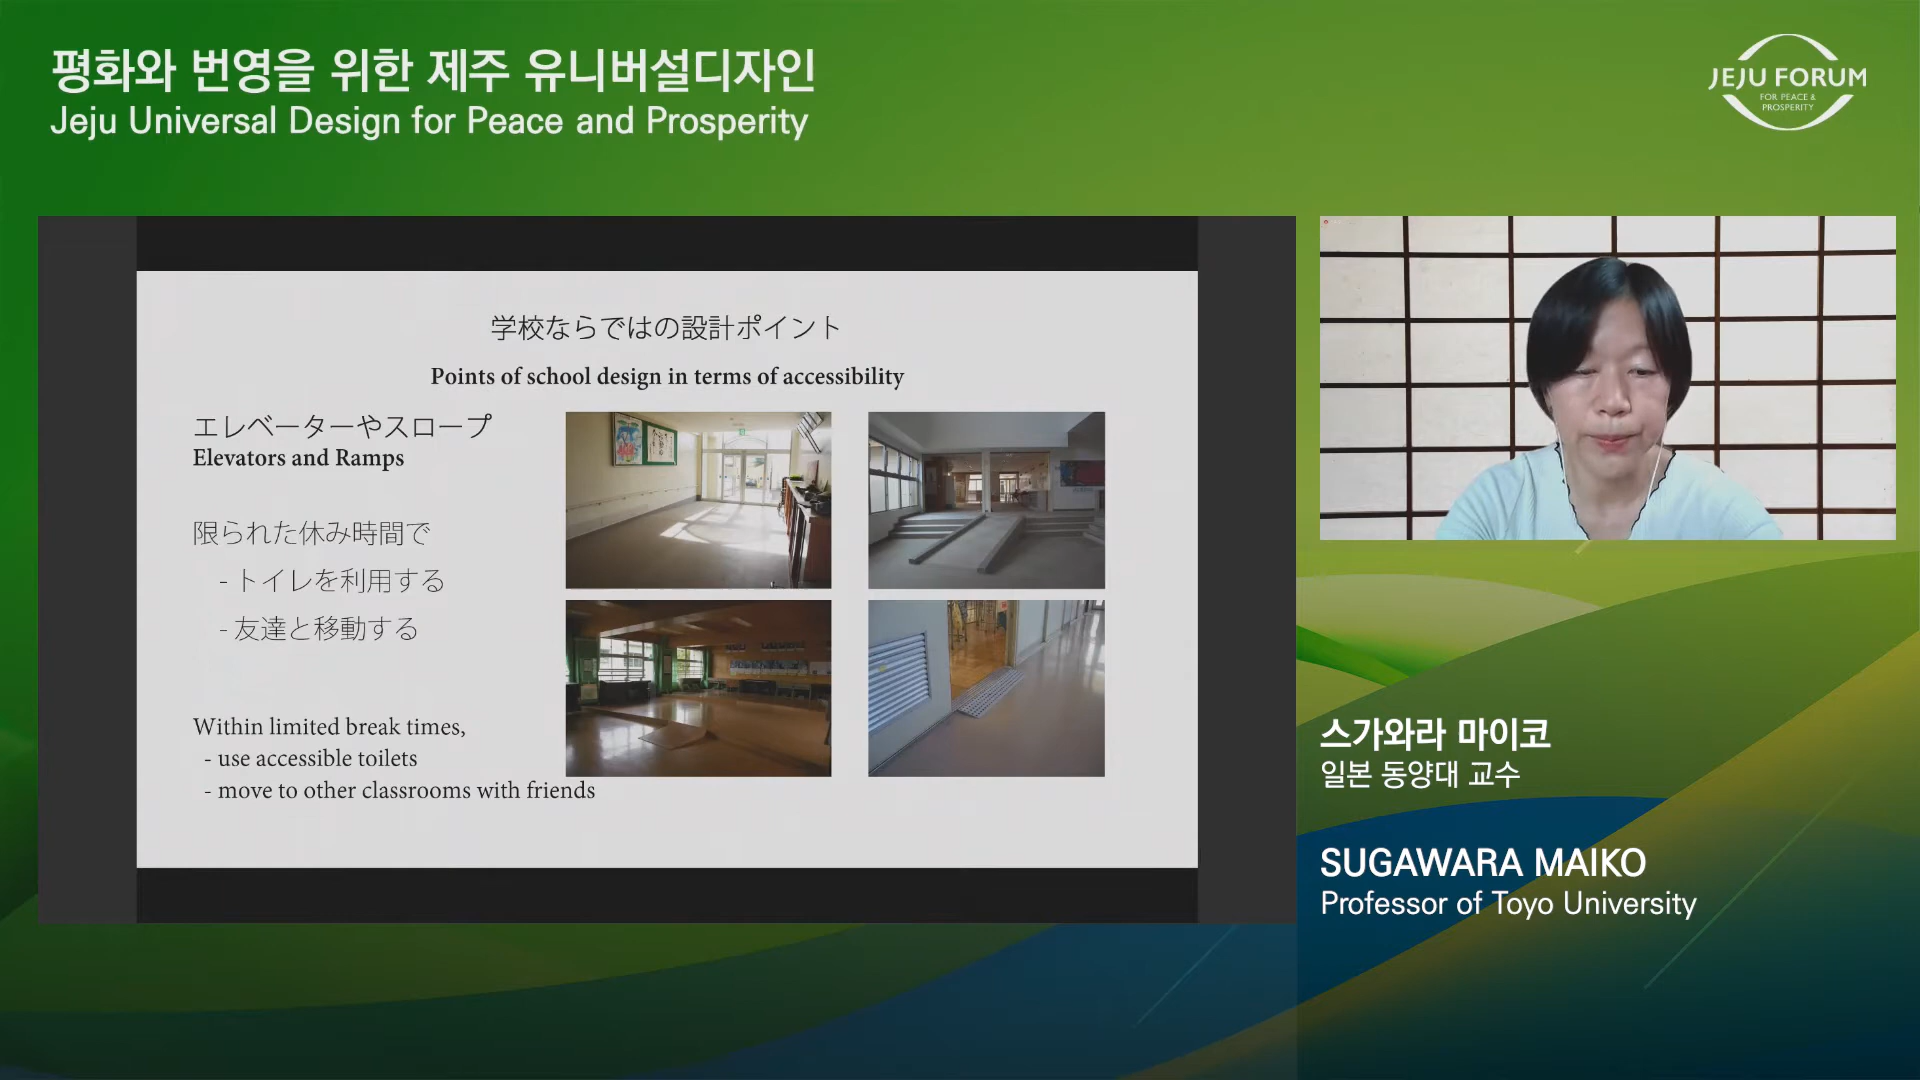 평화와 번영을 위한 제주 유니버설디자인
Jeju Universal Design for Peace and Prosperity
JEJU FORUM
FOR PEACE &
PROSPERITY
学校ならではの設計ポイント
Points of school design in terms of accessibility
エレベーターやスロープ
Elevators and Ramps
限られた休み時間で
- トイレを利用する
- 友達と移動する
Within limited break times,
- use accessible toilets
- move to other classrooms with friends
스가와라 마이코
일본 동양대 교수
SUGAWARA MAIKO
Professor of Toyo University